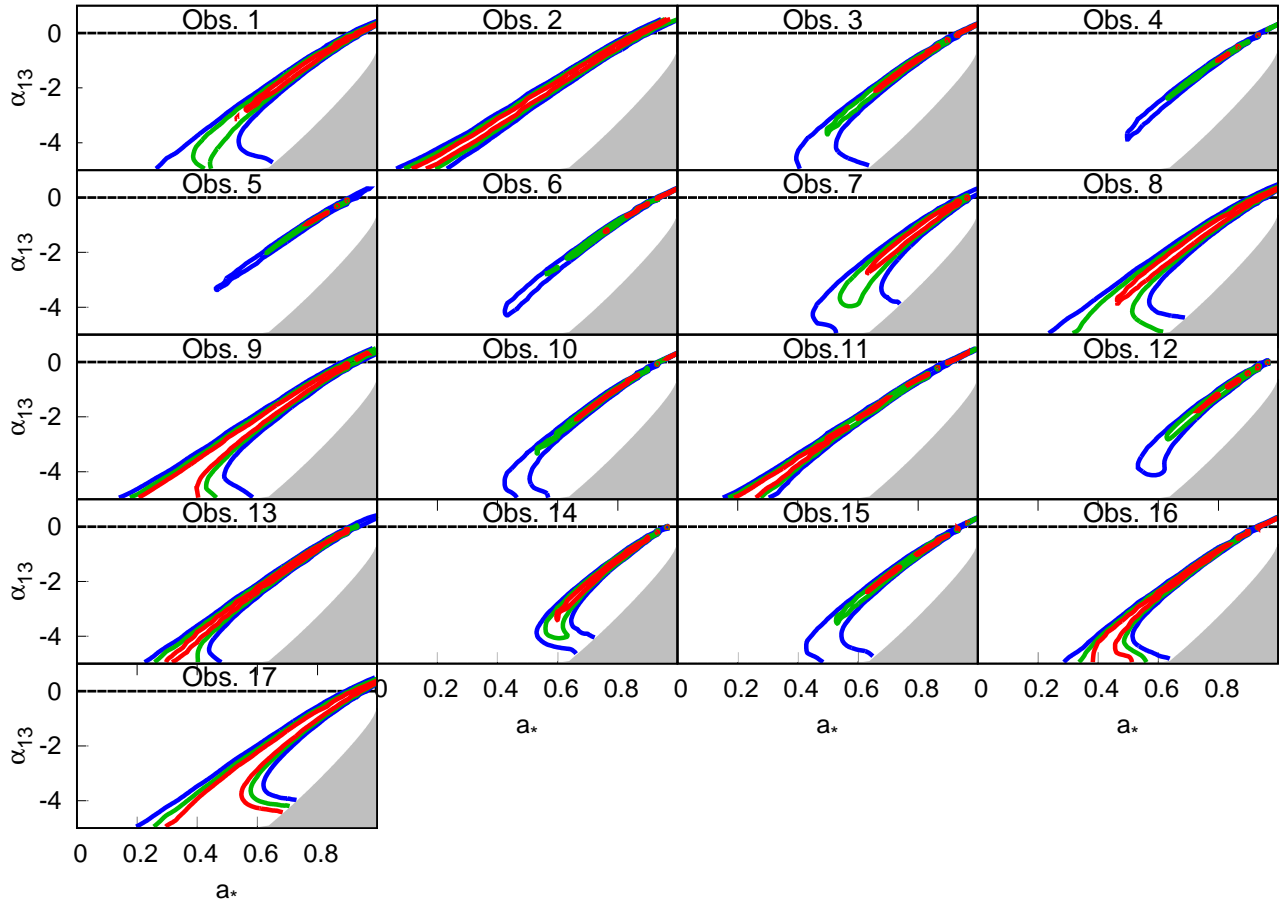 Obs. 1 Obs. 2 Obs. 3 Obs. 4
0
-2
-4
α13
Obs. 5 Obs. 6 Obs. 7 Obs. 8
0
-2
-4
α13
Obs. 9 Obs. 10 Obs.11 Obs. 12
0
-2
-4
α13
Obs. 13 Obs. 14 Obs.15 Obs. 16
0
-2
-4
α13
Obs. 17
0 0.2 0.4 0.6 0.8 0 0.2 0.4 0.6 0.8 0 0.2 0.4 0.6 0.8
0
-2
-4
α13
a* a* a*
0 0.2 0.4 0.6 0.8
a*